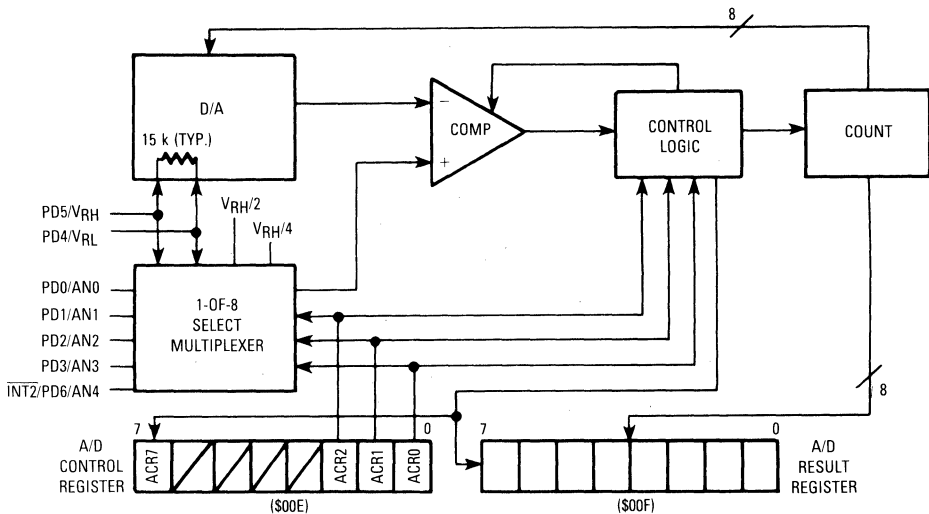 8
D/A
15 k (TYP.)
COMP
−
+
CONTROL
LOGIC
COUNT
PD5/VRH
PD4/VRL
VRH/2
VRH/4
PD0/AN0
PD1/AN1
PD2/AN2
PD3/AN3
INT2/PD6/AN4
1-OF-8
SELECT
MULTIPLEXER
8
A/D
CONTROL
REGISTER
7
0
ACR7
ACR2
ACR1
ACR0
($00E)
7
0
A/D
RESULT
REGISTER
($00F)